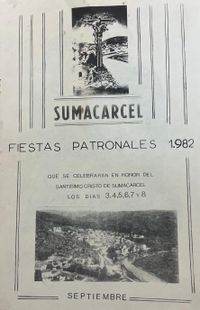 SUMACARCEL
FIESTAS PATRONALES 1.982
QUE SE CELEBRARAN EN HONOR DEL
SANTISIMO CRISTO DE SUMACARCEL
LOS DIAS 3,4,5,6,7 Y 8
SEPTIEMBRE